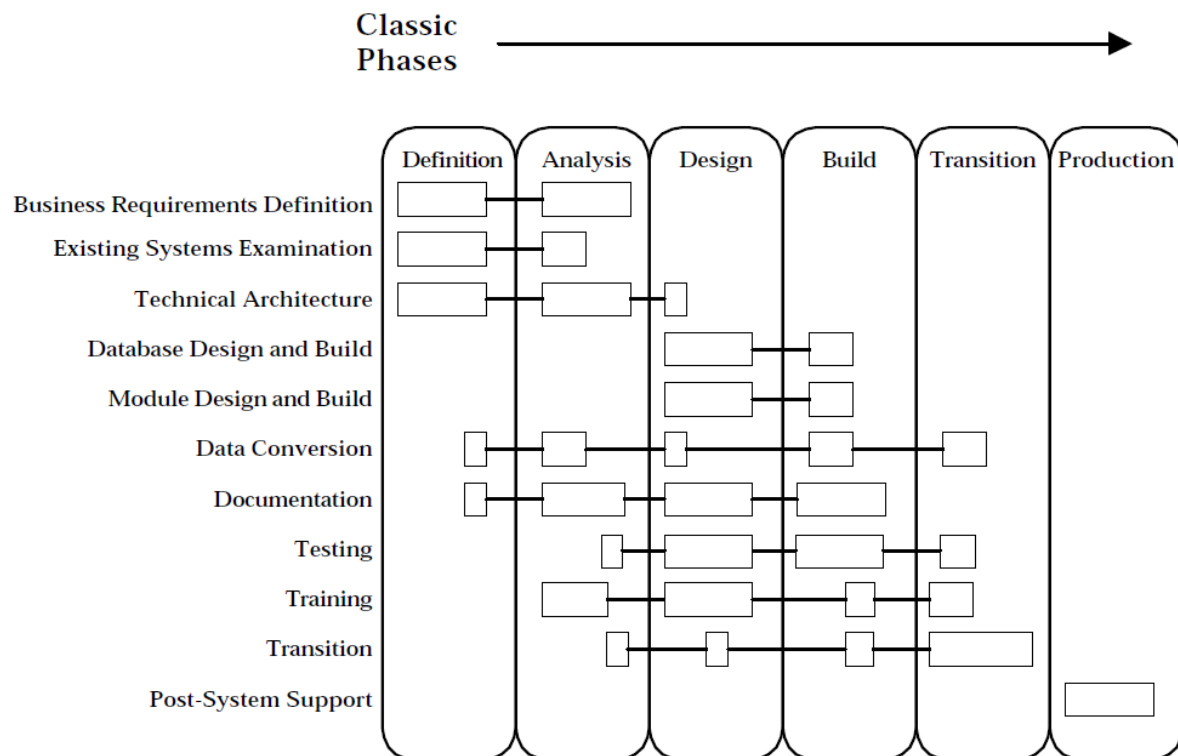 Classic
Phases
Definition Analysis Design Build Transition Production
Business Requirements Definition
Existing Systems Examination
Technical Architecture
Database Design and Build
Module Design and Build
Data Conversion
Documentation
Testing
Training
Transition
Post-System Support